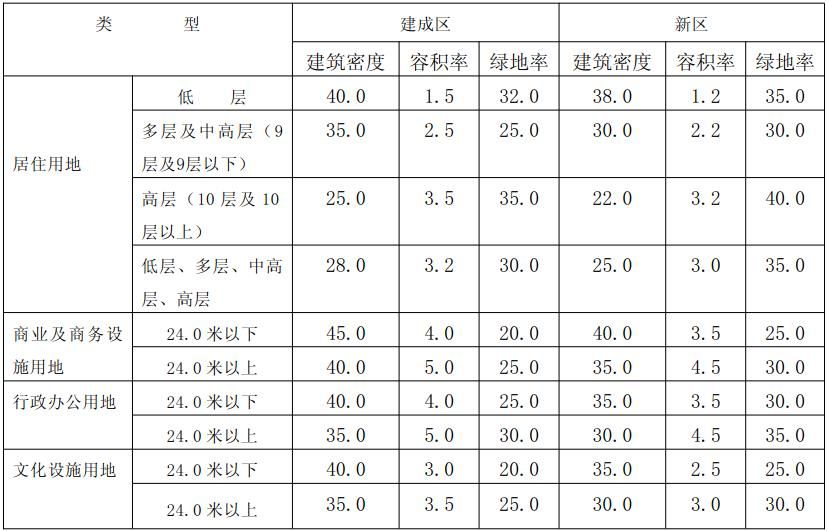 类 型 建成区 新区
建筑密度 容积率 绿地率 建筑密度 容积率 绿地率
居住用地
低 层 40.0 1.5 32.0 38.0 1.2 35.0
多层及中高层（9
层及9层以下） 35.0 2.5 25.0 30.0 2.2 30.0
高层（10 层及 10
层以上） 25.0 3.5 35.0 22.0 3.2 40.0
低层、多层、中高
层、高层 28.0 3.2 30.0 25.0 3.0 35.0
商业及商务设
施用地
24.0 米以下 45.0 4.0 20.0 40.0 3.5 25.0
24.0 米以上 40.0 5.0 25.0 35.0 4.5 30.0
行政办公用地
24.0 米以下 40.0 4.0 25.0 35.0 3.5 30.0
24.0 米以上 35.0 5.0 30.0 30.0 4.5 35.0
文化设施用地
24.0 米以下 40.0 3.0 20.0 35.0 2.5 25.0
24.0 米以上 35.0 3.5 25.0 30.0 3.0 30.0